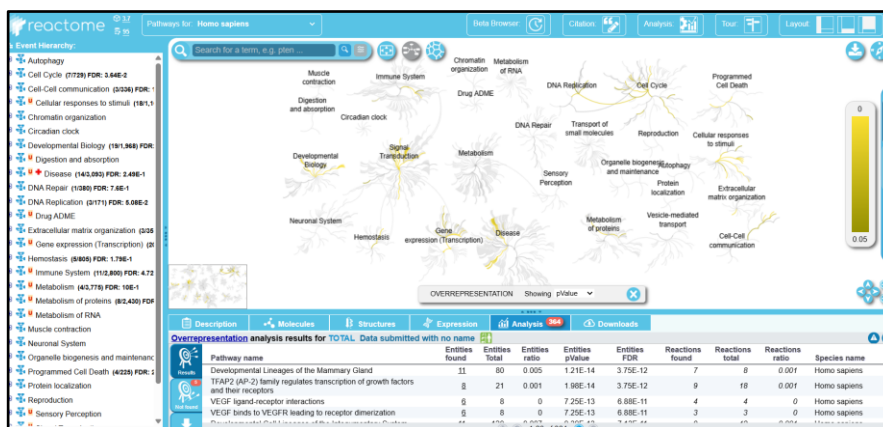 reactome
3.7
95
Pathways for: Homo sapiens
Beta Browser:
Citation:
Analysis:
Tour:
Layout:
Event Hierarchy:
Autophagy
Cell Cycle (7/729) FDR: 3.64E-2
Cell-Cell communication (3/336) FDR: 1
Cellular responses to stimuli (18/1,1
Chromatin organization
Circadian clock
Developmental Biology (19/1,968) FDR:
Digestion and absorption
Disease (14/3,093) FDR: 2.49E-1
DNA Repair (1/380) FDR: 7.6E-1
DNA Replication (3/171) FDR: 5.08E-2
Drug ADME
Extracellular matrix organization (3/35
Gene expression (Transcription) (20
Hemostasis (5/805) FDR: 1.79E-1
Immune System (11/2,800) FDR: 4.72
Metabolism (4/3,775) FDR: 10E-1
Metabolism of proteins (8/2,430) FDR
Metabolism of RNA
Muscle contraction
Neuronal System
Organelle biogenesis and maintenanc
Programmed Cell Death (4/225) FDR: 2
Protein localization
Reproduction
Sensory Perception
Search for a term, e.g. pten ...
Chromatin organization
Metabolism of RNA
Muscle contraction
Immune System
Drug ADME
DNA Replication
Cell Cycle
Programmed Cell Death
Digestion and absorption
Circadian clock
DNA Repair
Transport of small molecules
Reproduction
Cellular responses to stimuli
Developmental Biology
Signal Transduction
Metabolism
Sensory Perception
Organelle biogenesis and maintenance
Autophagy
Protein localization
Extracellular matrix organization
Neuronal System
Hemostasis
Gene expression (Transcription)
Disease
Metabolism of proteins
Vesicle-mediated transport
Cell-Cell communication
0
0.05
OVERREPRESENTATION Showing pValue
Description
Molecules
Structures
Expression
Analysis 364
Downloads
Overrepresentation analysis results for TOTAL Data submitted with no name
Results
Not found
Pathway name Entities found Entities Total Entities ratio Entities pValue Entities FDR Reactions found Reactions total Reactions ratio Species name
Developmental Lineages of the Mammary Gland 11 80 0.005 1.21E-14 3.75E-12 7 8 0.001 Homo sapiens
TFAP2 (AP-2) family regulates transcription of growth factors and their receptors 8 21 0.001 1.98E-14 3.75E-12 9 18 0.001 Homo sapiens
VEGF ligand-receptor interactions 6 8 0 7.25E-13 6.88E-11 4 4 0 Homo sapiens
VEGF binds to VEGFR leading to receptor dimerization 6 8 0 7.25E-13 6.88E-11 3 3 0 Homo sapiens